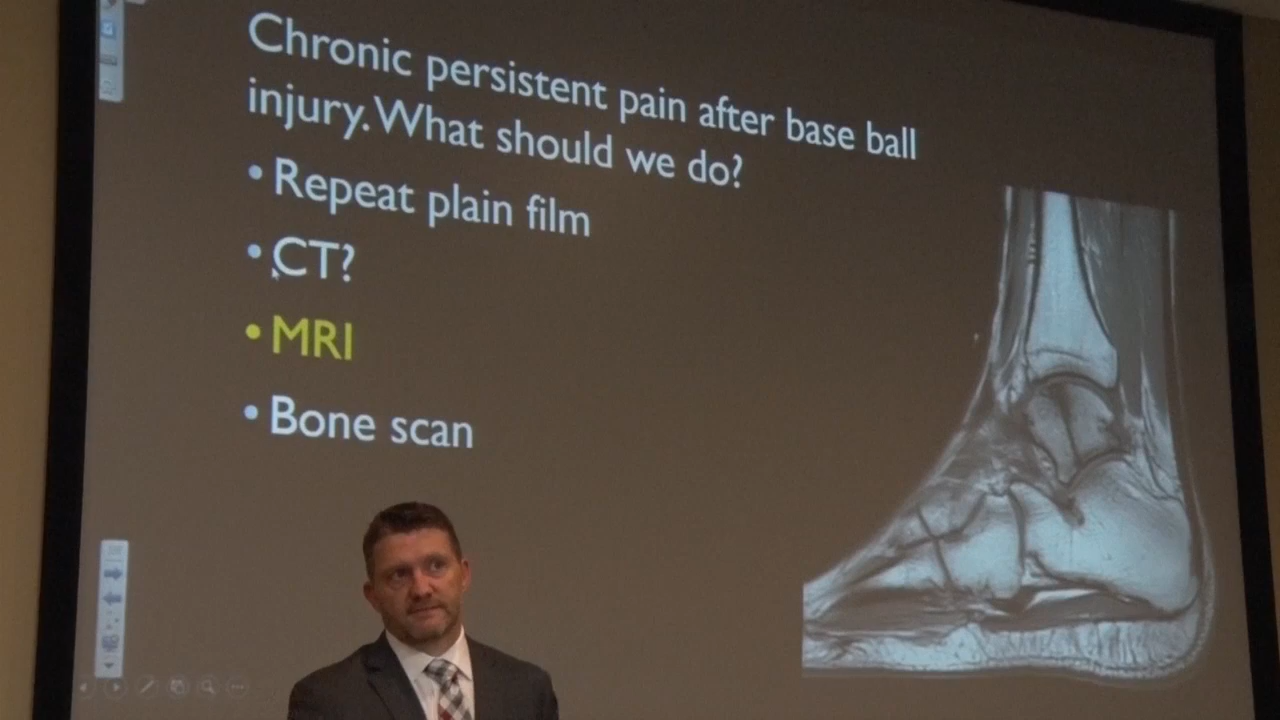 Chronic persistent pain after base ball
injury. What should we do?
• Repeat plain film
• CT?
• MRI
• Bone scan